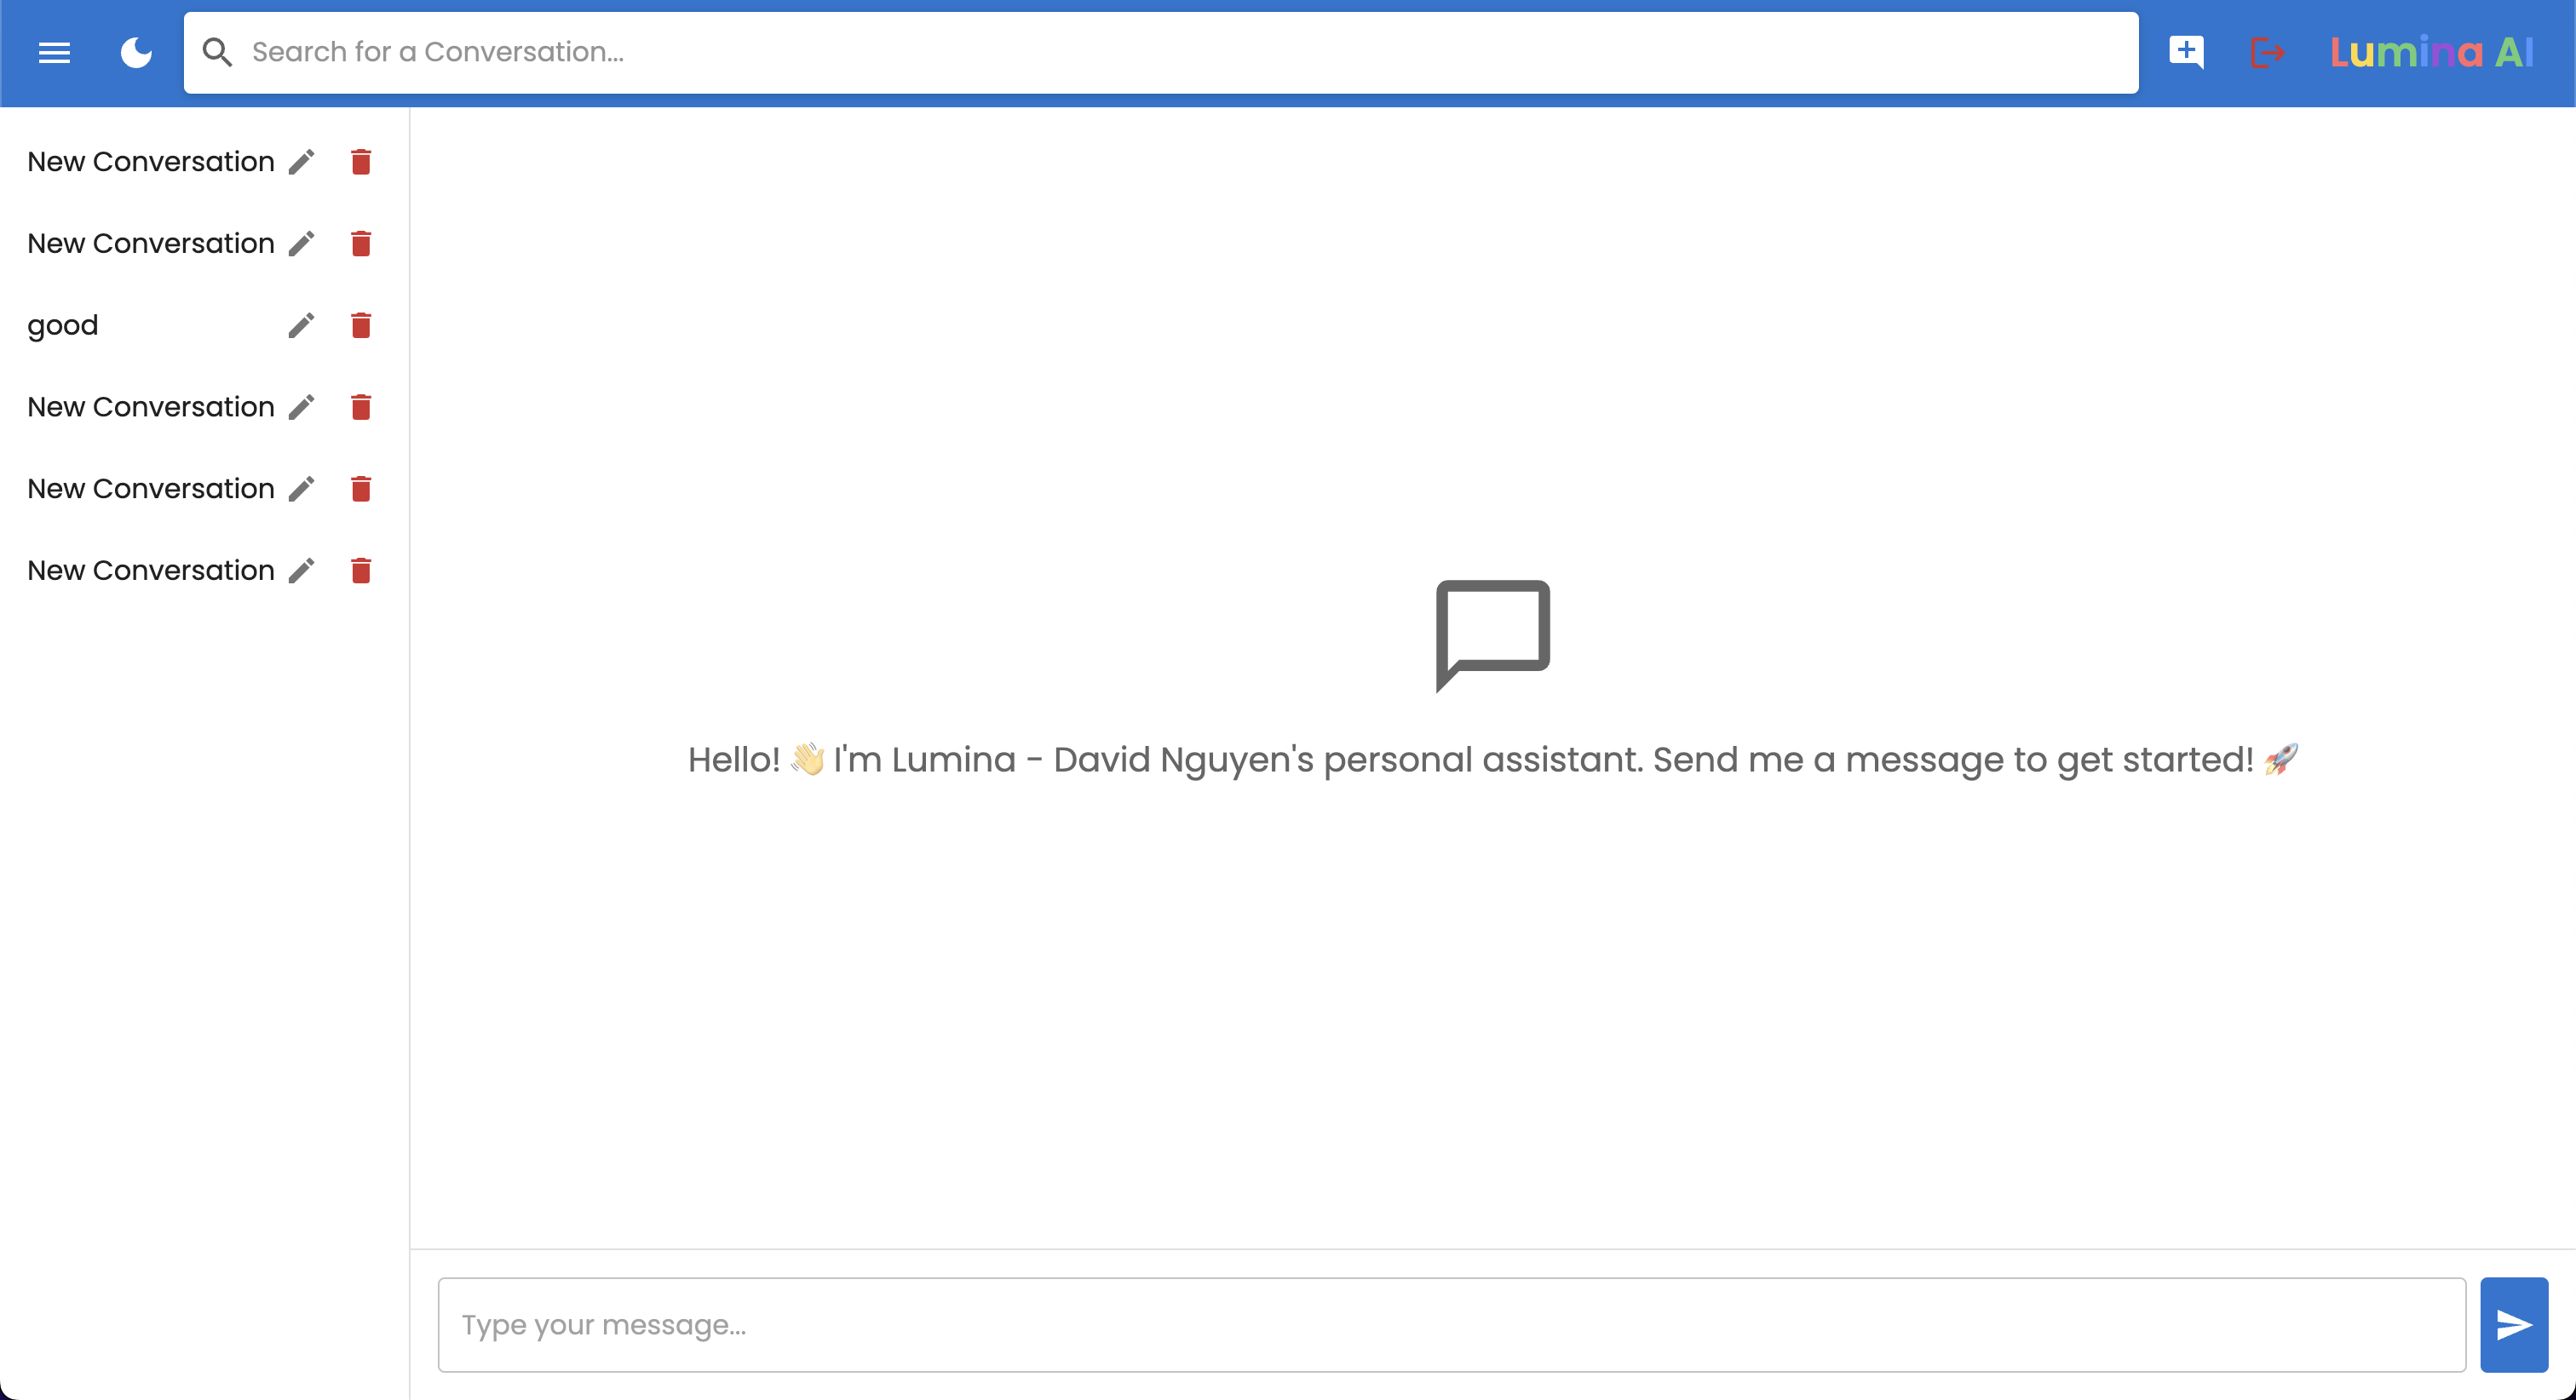 Search for a Conversation...
Lumina AI
New Conversation
New Conversation
good
New Conversation
New Conversation
New Conversation
Hello! 👋 I'm Lumina - David Nguyen's personal assistant. Send me a message to get started! 🚀
Type your message...